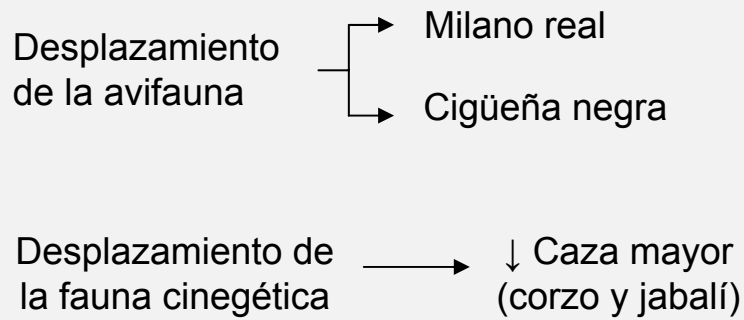 Desplazamiento
de la avifauna
Milano real
Cigüeña negra
Desplazamiento de
la fauna cinegética
↓ Caza mayor
(corzo y jabalí)